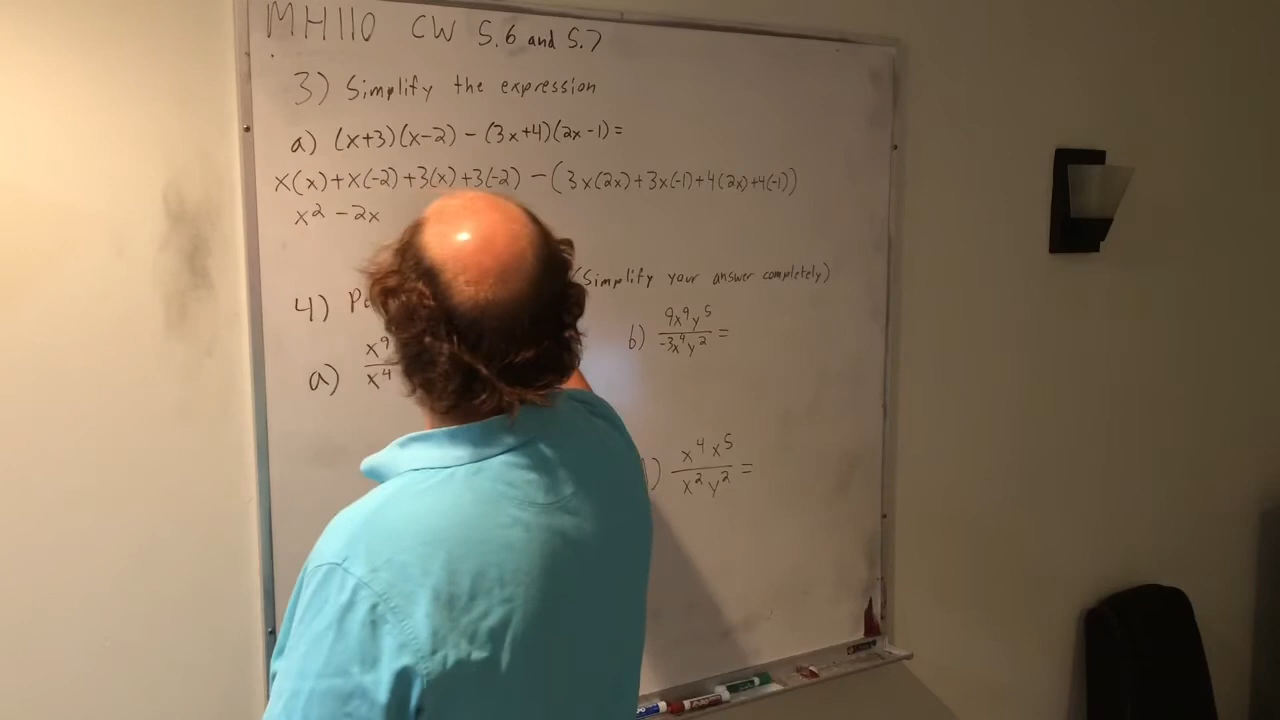 MH110 CW 5.6 and 5.7
3) Simplify the expression
a) (x+3)(x-2) - (3x+4)(2x-1) =
x(x)+x(-2)+3(x)+3(-2) - (3x(2x)+3x(-1)+4(2x)+4(-1))
x² - 2x
4) (Simplify your answer completely)
a) x⁹/x⁴
b) 9x⁹y⁵/-3x⁴y² =
) x⁴x⁵/x²y² =